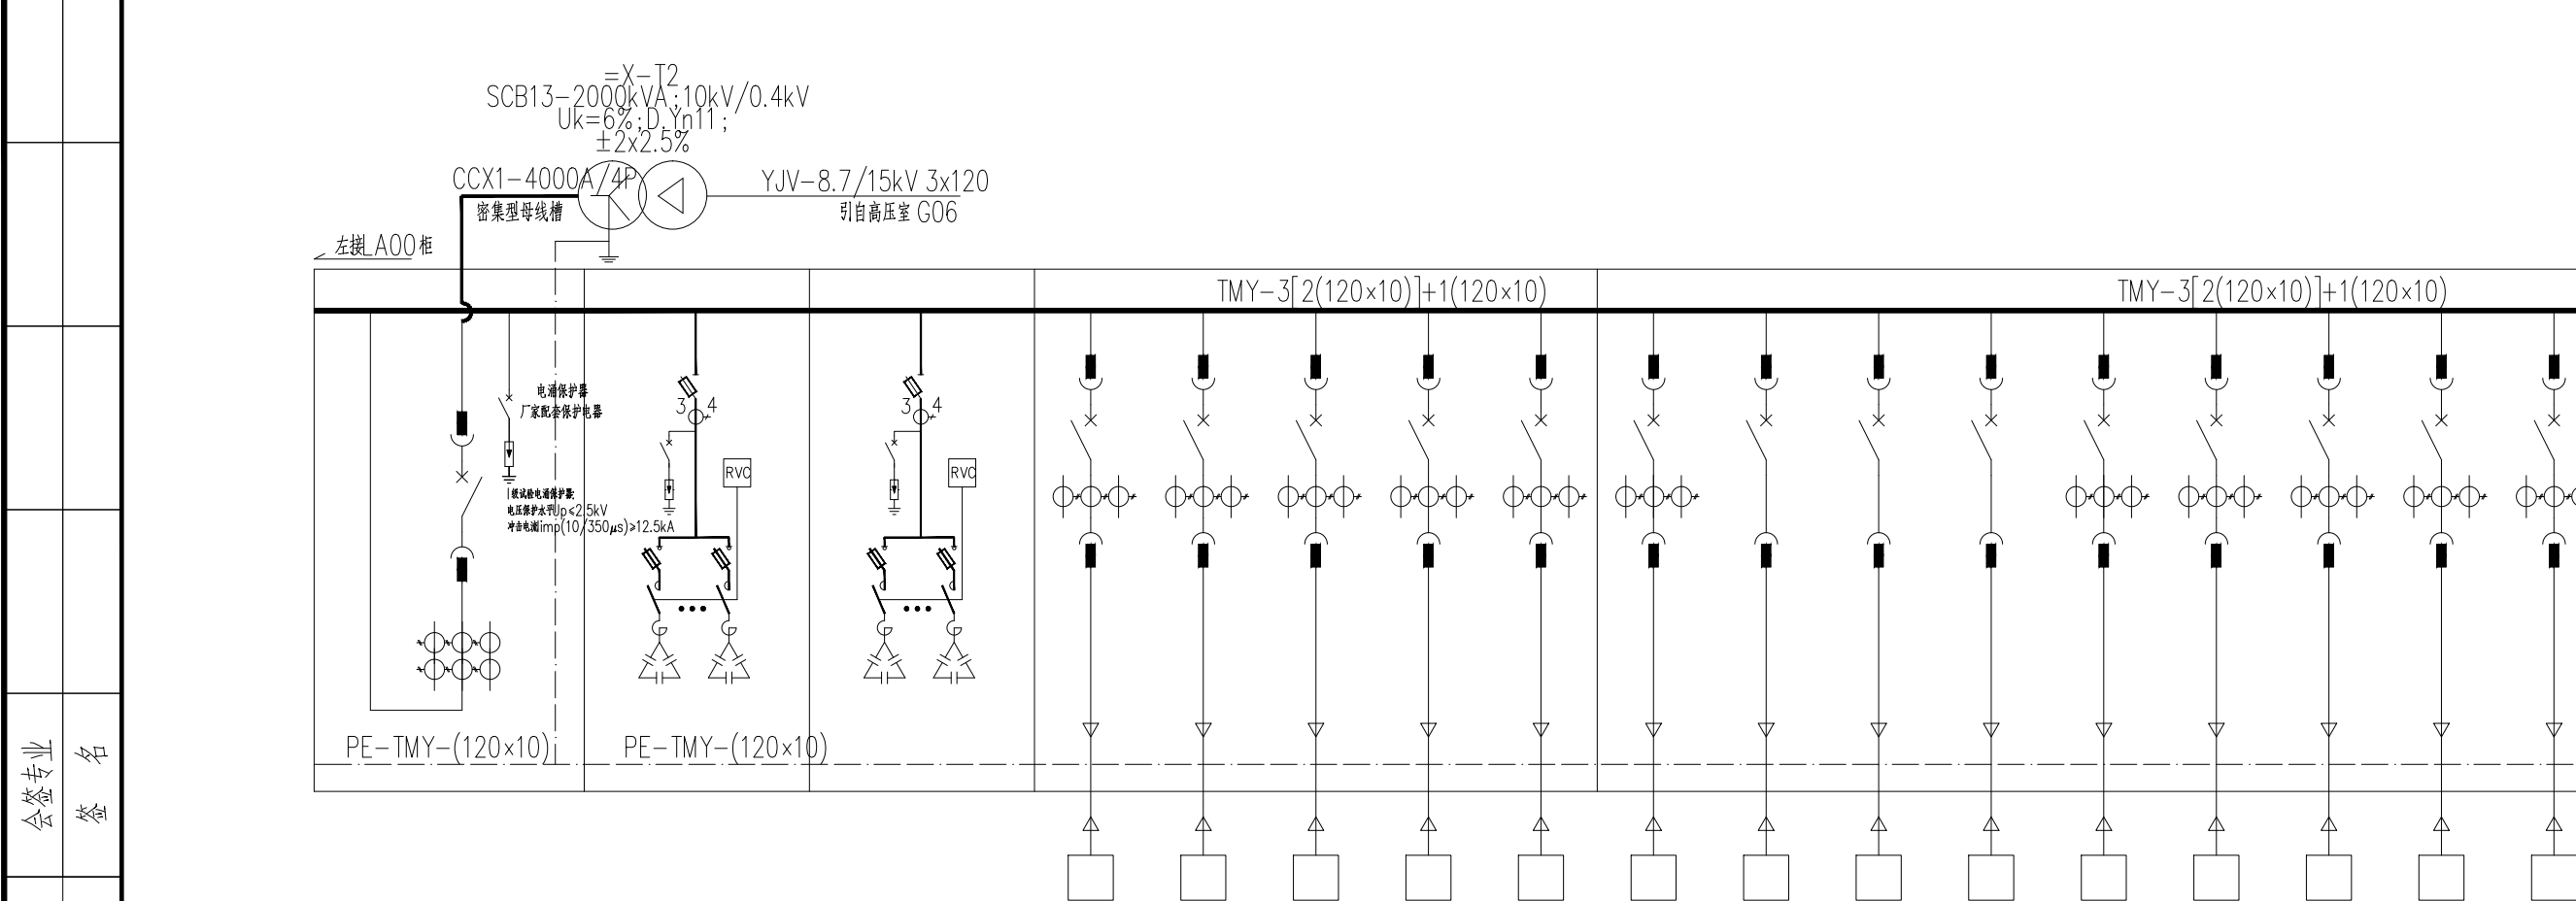 =X-T2
SCB13-2000kVA;10kV/0.4kV
Uk=6%;D.Yn11;
±2x2.5%
CCX1-4000A/4P
密集型母线槽
YJV-8.7/15kV 3x120
引自高压室 G06
左接LA00柜
TMY-3[2(120×10)]+1(120×10)
TMY-3[2(120×10)]+1(120×10)
电涌保护器
厂家配套保护电器
3 4
3 4
RVC
RVC
I级试验电涌保护器:
电压保护水平Up≤2.5kV
冲击电流Iimp(10/350μs)≥12.5kA
PE-TMY-(120×10)
PE-TMY-(120×10)
会签专业
签 名